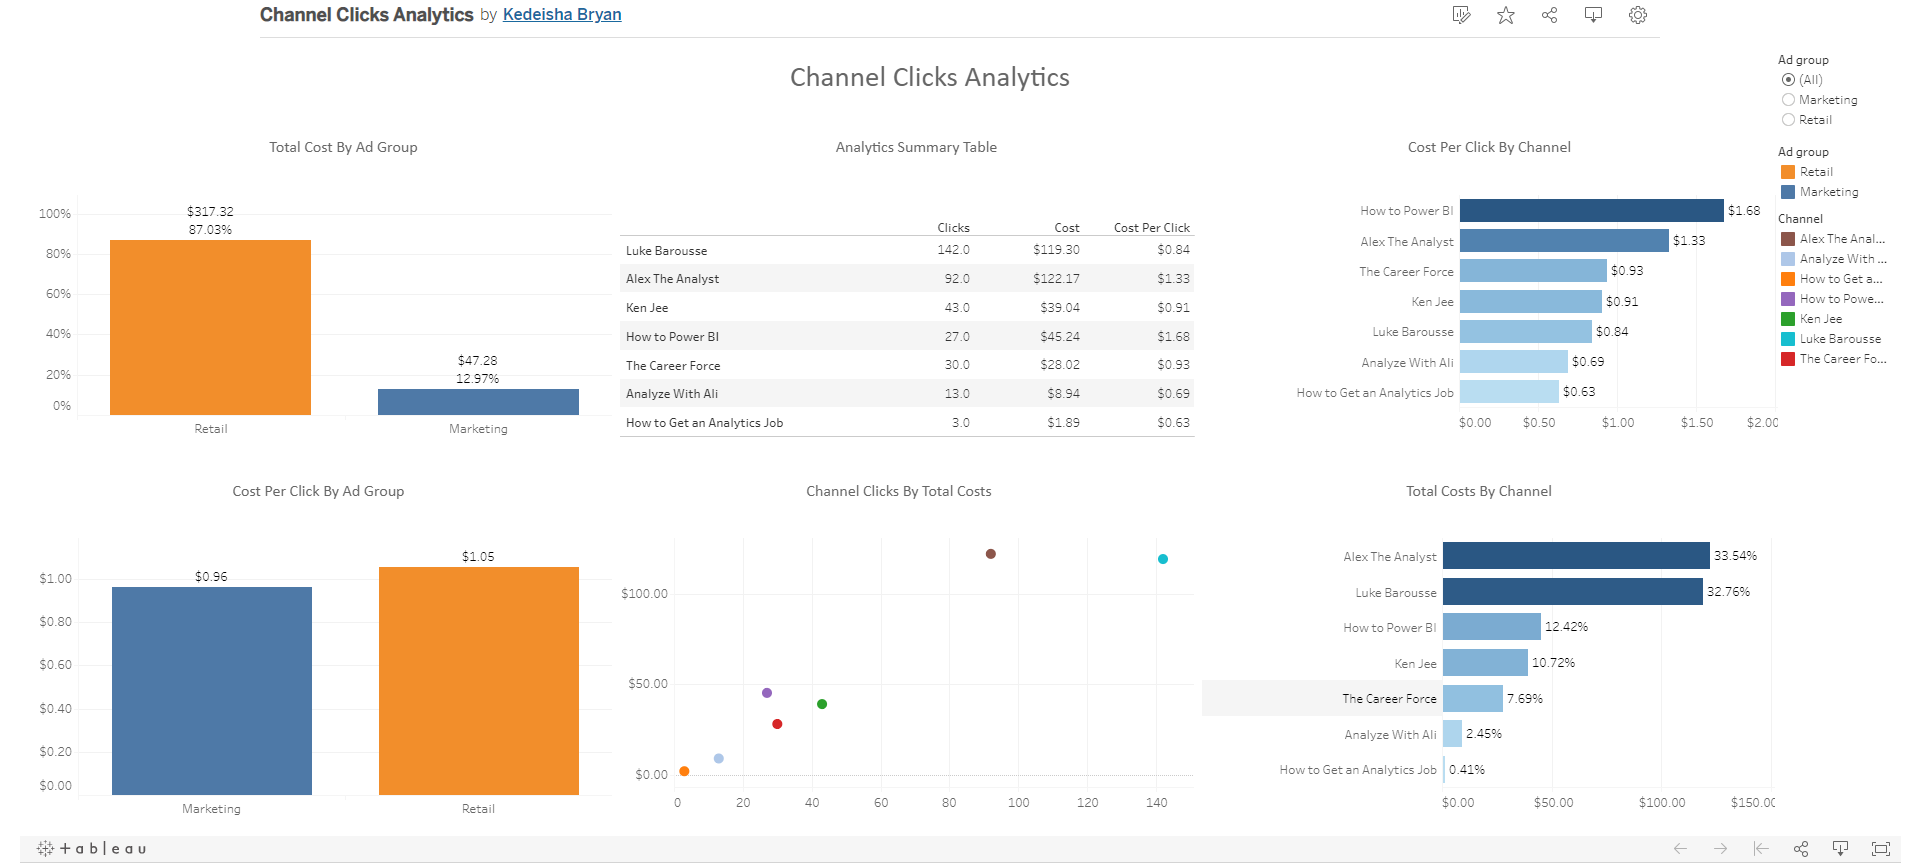 Channel Clicks Analytics by Kedeisha Bryan
Channel Clicks Analytics
Ad group
(All)
Marketing
Retail
Ad group
Retail
Marketing
Channel
Alex The Anal...
Analyze With ...
How to Get a...
How to Powe...
Ken Jee
Luke Barousse
The Career Fo...
Total Cost By Ad Group
100%
80%
60%
40%
20%
0%
$317.32
87.03%
$47.28
12.97%
Retail Marketing
Analytics Summary Table
Clicks Cost Cost Per Click
Luke Barousse 142.0 $119.30 $0.84
Alex The Analyst 92.0 $122.17 $1.33
Ken Jee 43.0 $39.04 $0.91
How to Power BI 27.0 $45.24 $1.68
The Career Force 30.0 $28.02 $0.93
Analyze With Ali 13.0 $8.94 $0.69
How to Get an Analytics Job 3.0 $1.89 $0.63
Cost Per Click By Channel
How to Power BI $1.68
Alex The Analyst $1.33
The Career Force $0.93
Ken Jee $0.91
Luke Barousse $0.84
Analyze With Ali $0.69
How to Get an Analytics Job $0.63
$0.00 $0.50 $1.00 $1.50 $2.00
Cost Per Click By Ad Group
$1.00
$0.80
$0.60
$0.40
$0.20
$0.00
$0.96
$1.05
Marketing Retail
Channel Clicks By Total Costs
$100.00
$50.00
$0.00
0 20 40 60 80 100 120 140
Total Costs By Channel
Alex The Analyst 33.54%
Luke Barousse 32.76%
How to Power BI 12.42%
Ken Jee 10.72%
The Career Force 7.69%
Analyze With Ali 2.45%
How to Get an Analytics Job 0.41%
$0.00 $50.00 $100.00 $150.00
+ableau